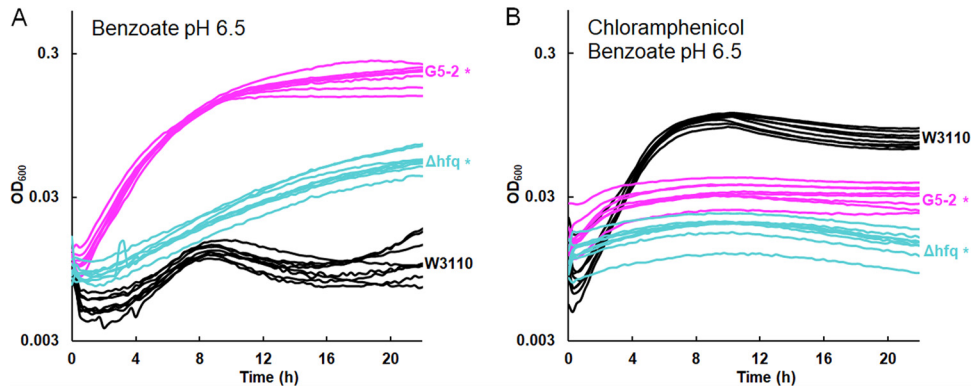 A
Benzoate pH 6.5
0.3
0.03
0.003
OD600
G5-2 *
Δhfq *
W3110
0 4 8 12 16 20
Time (h)
B
Chloramphenicol
Benzoate pH 6.5
0.3
0.03
0.003
OD600
W3110
G5-2 *
Δhfq *
0 4 8 12 16 20
Time (h)